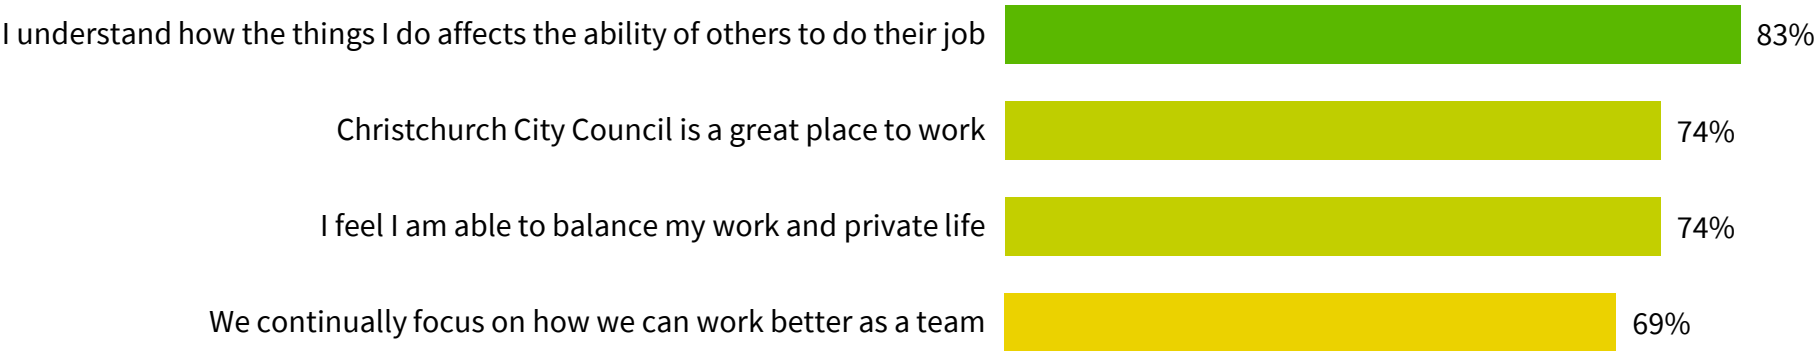 I understand how the things I do affects the ability of others to do their job 83%
Christchurch City Council is a great place to work 74%
I feel I am able to balance my work and private life 74%
We continually focus on how we can work better as a team 69%